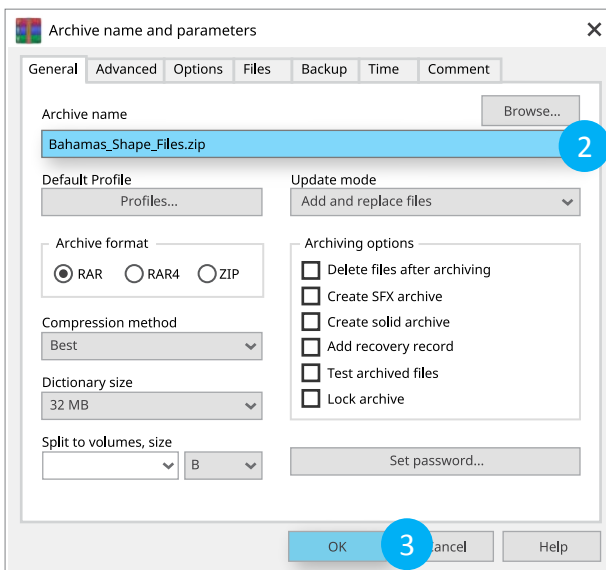 Archive name and parameters
General Advanced Options Files Backup Time Comment
Archive name
Browse...
Bahamas_Shape_Files.zip
2
Default Profile
Update mode
Profiles...
Add and replace files
Archive format
RAR RAR4 ZIP
Archiving options
Delete files after archiving
Create SFX archive
Create solid archive
Add recovery record
Test archived files
Lock archive
Compression method
Best
Dictionary size
32 MB
Split to volumes, size
B
Set password...
OK 3 ancel Help